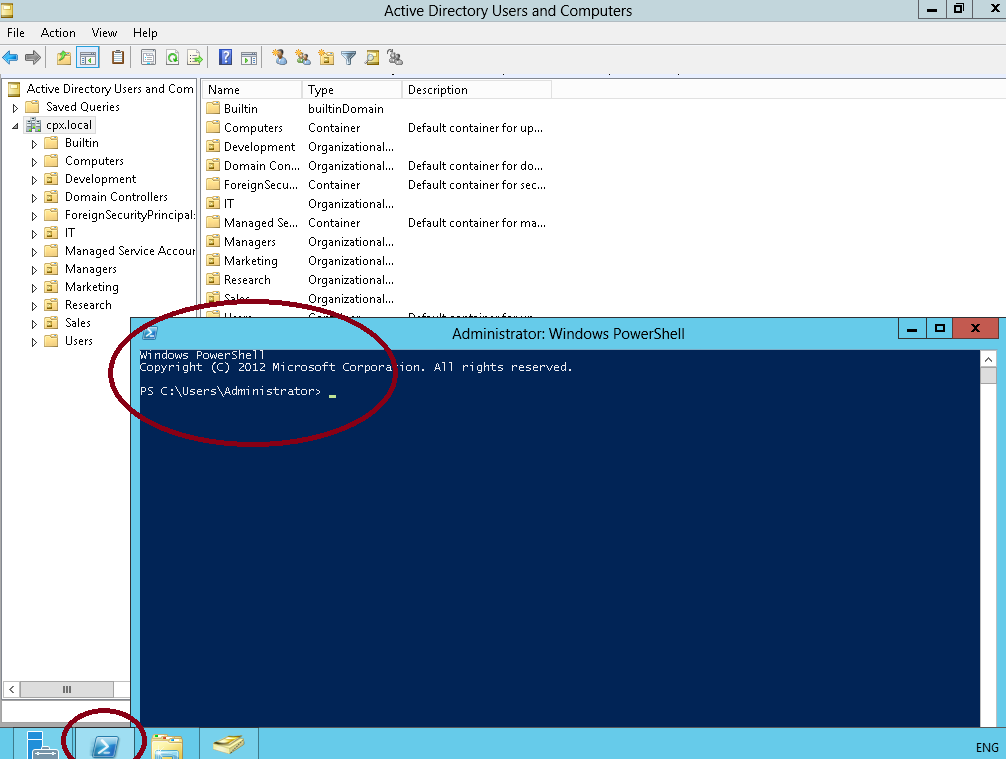 Active Directory Users and Computers
File Action View Help
Active Directory Users and Com
Saved Queries
cpx.local
Builtin
Computers
Development
Domain Controllers
ForeignSecurityPrincipal:
IT
Managed Service Accour
Managers
Marketing
Research
Sales
Users
Name Type Description
Builtin builtinDomain
Computers Container Default container for up...
Development Organizational...
Domain Con... Organizational... Default container for do...
ForeignSecu... Container Default container for sec...
IT Organizational...
Managed Se... Container Default container for ma...
Managers Organizational...
Marketing Organizational...
Research Organizational...
Sales Organizational...
Users Container Default container for up...
Administrator: Windows PowerShell
Windows PowerShell
Copyright (C) 2012 Microsoft Corporation. All rights reserved.
PS C:\Users\Administrator>
ENG